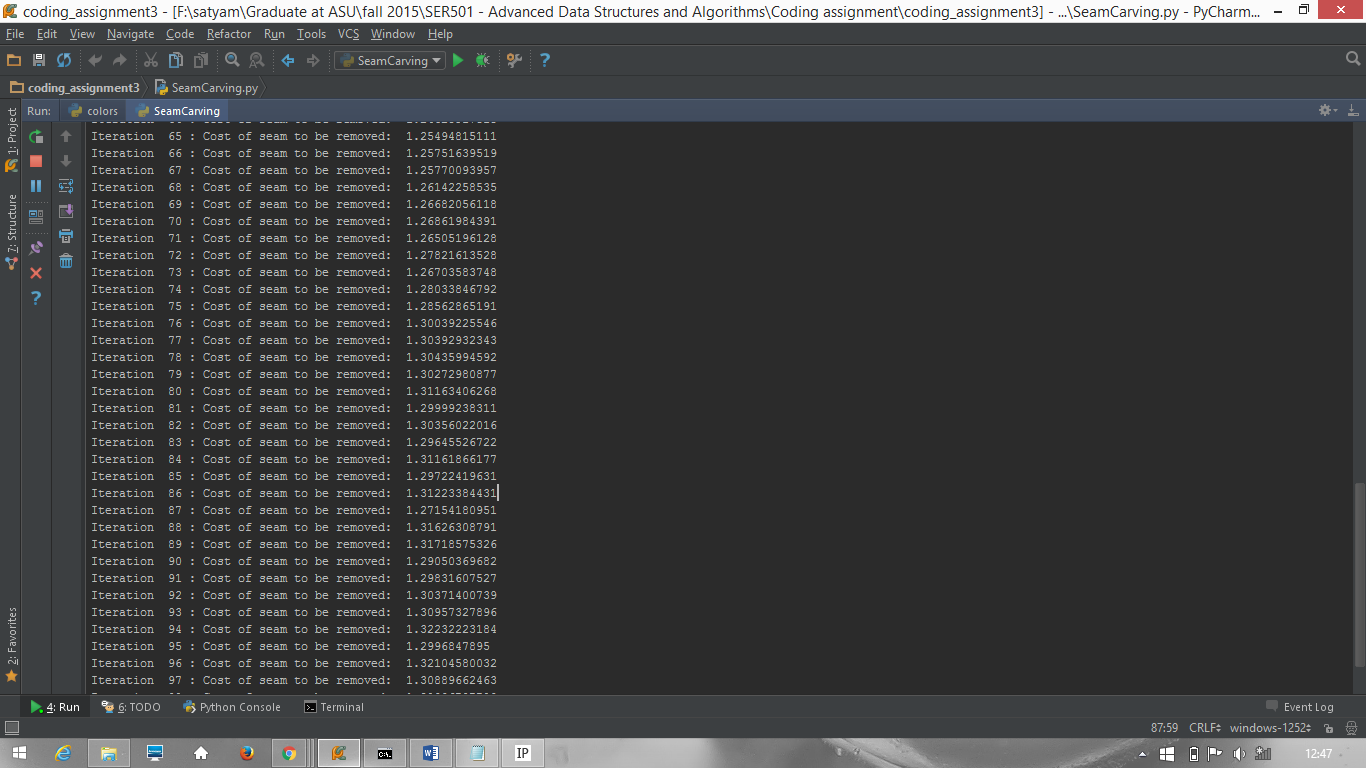 coding_assignment3 - [F:\satyam\Graduate at ASU\fall 2015\SER501 - Advanced Data Structures and Algorithms\Coding assignment\coding_assignment3] - ...\SeamCarving.py - PyCharm...
File Edit View Navigate Code Refactor Run Tools VCS Window Help
SeamCarving
coding_assignment3 SeamCarving.py
Run: colors SeamCarving
1: Project
7: Structure
2: Favorites
Iteration 65 : Cost of seam to be removed: 1.25494815111
Iteration 66 : Cost of seam to be removed: 1.25751639519
Iteration 67 : Cost of seam to be removed: 1.25770093957
Iteration 68 : Cost of seam to be removed: 1.26142258535
Iteration 69 : Cost of seam to be removed: 1.26682056118
Iteration 70 : Cost of seam to be removed: 1.26861984391
Iteration 71 : Cost of seam to be removed: 1.26505196128
Iteration 72 : Cost of seam to be removed: 1.27821613528
Iteration 73 : Cost of seam to be removed: 1.26703583748
Iteration 74 : Cost of seam to be removed: 1.28033846792
Iteration 75 : Cost of seam to be removed: 1.28562865191
Iteration 76 : Cost of seam to be removed: 1.30039225546
Iteration 77 : Cost of seam to be removed: 1.30392932343
Iteration 78 : Cost of seam to be removed: 1.30435994592
Iteration 79 : Cost of seam to be removed: 1.30272980877
Iteration 80 : Cost of seam to be removed: 1.31163406268
Iteration 81 : Cost of seam to be removed: 1.29999238311
Iteration 82 : Cost of seam to be removed: 1.30356022016
Iteration 83 : Cost of seam to be removed: 1.29645526722
Iteration 84 : Cost of seam to be removed: 1.31161866177
Iteration 85 : Cost of seam to be removed: 1.29722419631
Iteration 86 : Cost of seam to be removed: 1.31223384431
Iteration 87 : Cost of seam to be removed: 1.27154180951
Iteration 88 : Cost of seam to be removed: 1.31626308791
Iteration 89 : Cost of seam to be removed: 1.31718575326
Iteration 90 : Cost of seam to be removed: 1.29050369682
Iteration 91 : Cost of seam to be removed: 1.29831607527
Iteration 92 : Cost of seam to be removed: 1.30371400739
Iteration 93 : Cost of seam to be removed: 1.30957327896
Iteration 94 : Cost of seam to be removed: 1.32232223184
Iteration 95 : Cost of seam to be removed: 1.2996847895
Iteration 96 : Cost of seam to be removed: 1.32104580032
Iteration 97 : Cost of seam to be removed: 1.30889662463
4: Run 6: TODO Python Console Terminal Event Log
87:59 CRLF windows-1252
IP 12:47